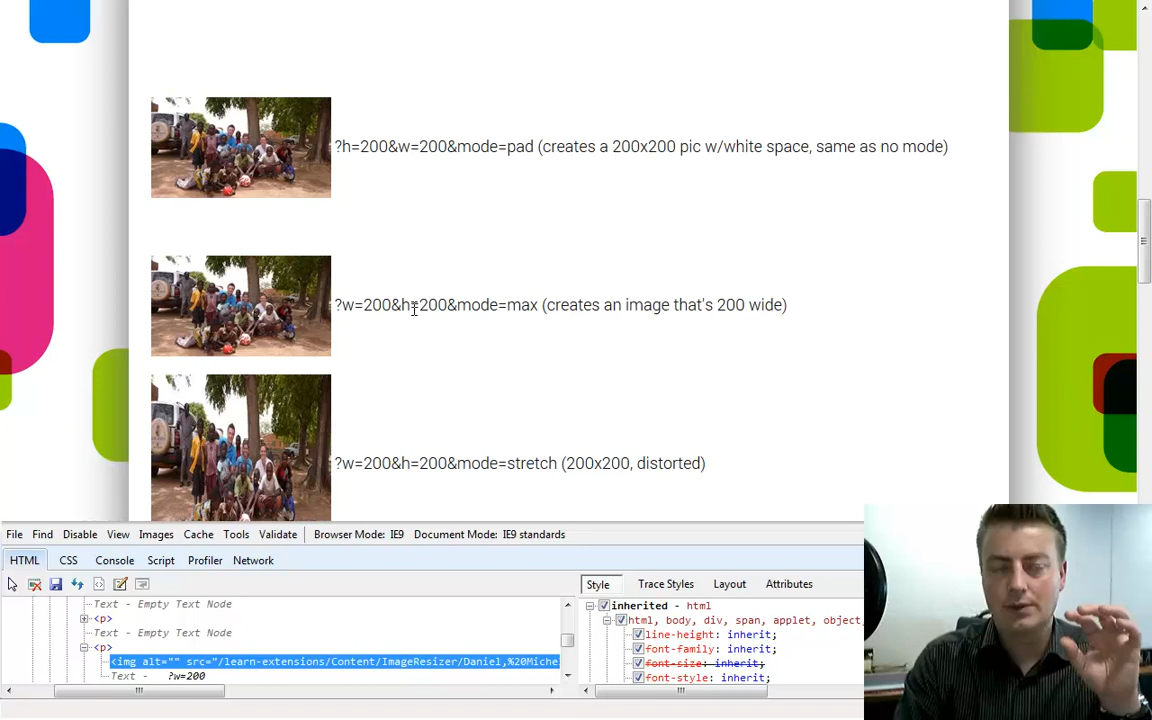 ?h=200&w=200&mode=pad (creates a 200x200 pic w/white space, same as no mode)
?w=200&h=200&mode=max (creates an image that's 200 wide)
?w=200&h=200&mode=stretch (200x200, distorted)
File Find Disable View Images Cache Tools Validate Browser Mode: IE9 Document Mode: IE9 standards
HTML CSS Console Script Profiler Network
Style Trace Styles Layout Attributes
Text - Empty Text Node
<p>
Text - Empty Text Node
<p>
<img alt="" src="/learn-extensions/Content/ImageResizer/Daniel,%20Miche
Text - ?w=200
inherited - html
html, body, div, span, applet, object,
line-height: inherit;
font-family: inherit;
font-size: inherit;
font-style: inherit;